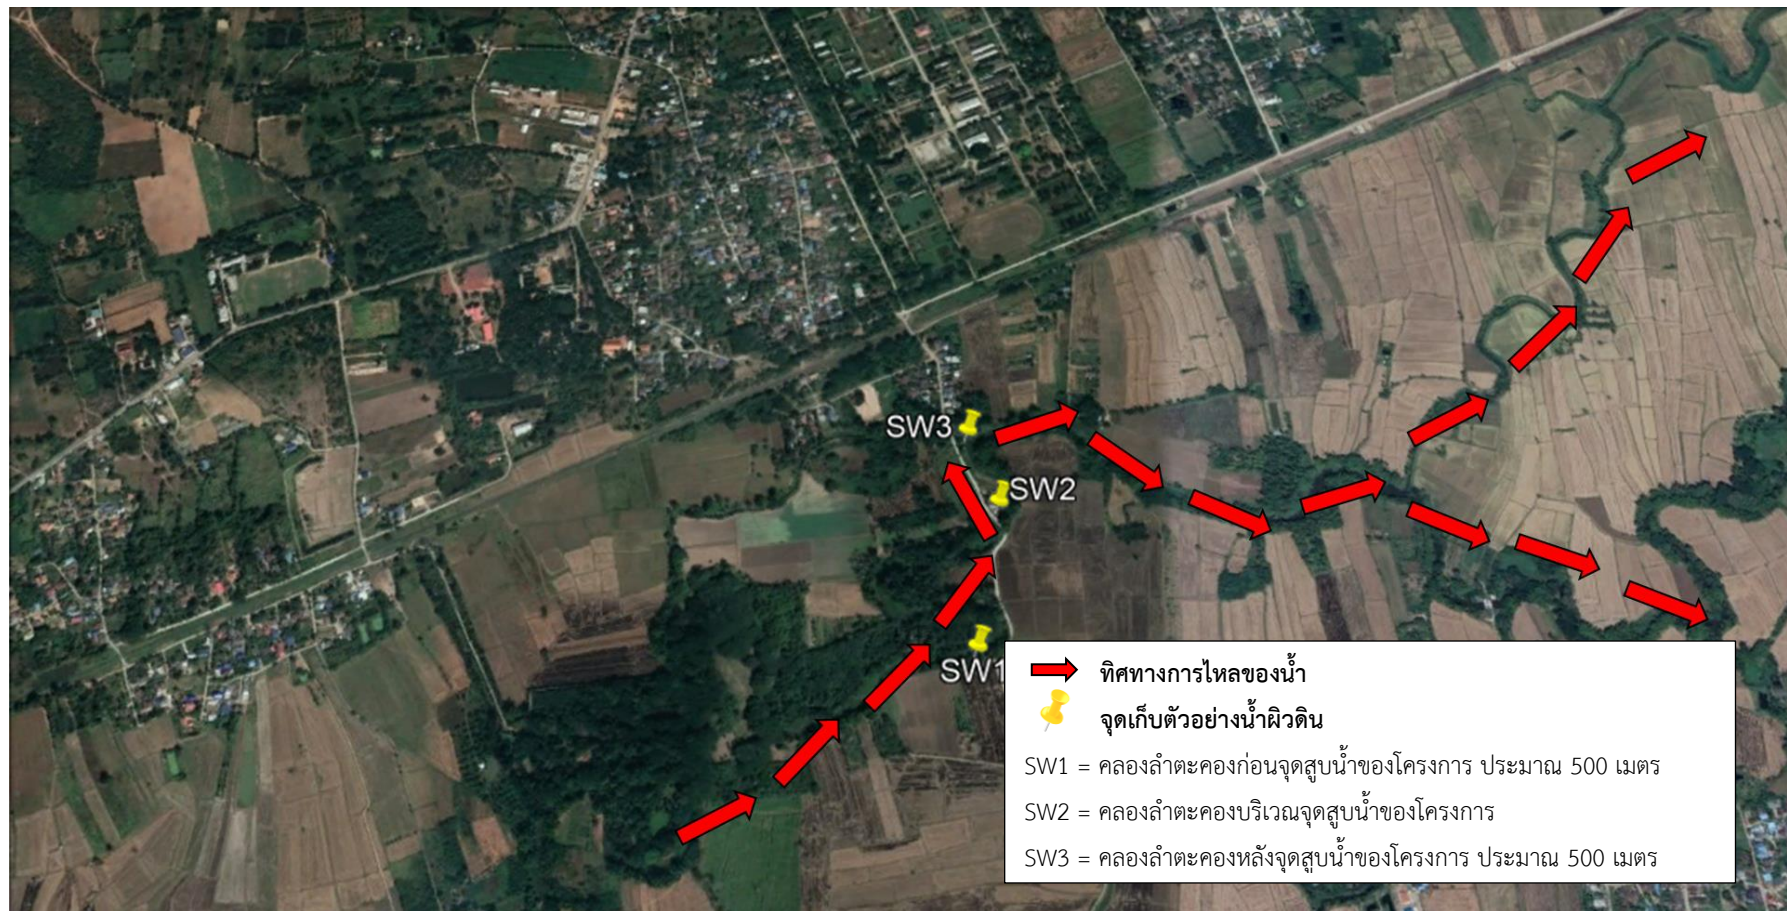 SW3
SW2
SW1
ทิศทางการไหลของน้ำ
จุดเก็บตัวอย่างน้ำผิวดิน
SW1 = คลองลำตะคองก่อนจุดสูบน้ำของโครงการ ประมาณ 500 เมตร
SW2 = คลองลำตะคองบริเวณจุดสูบน้ำของโครงการ
SW3 = คลองลำตะคองหลังจุดสูบน้ำของโครงการ ประมาณ 500 เมตร